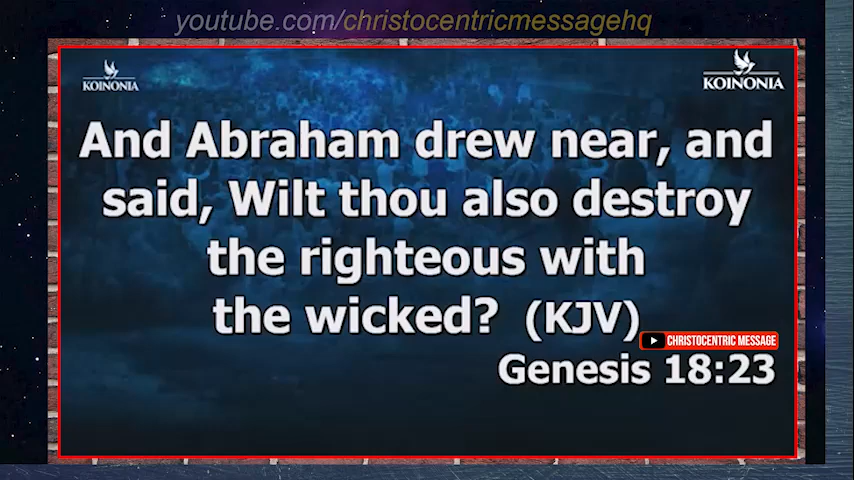 youtube.com/christocentricmessagehq
KOINONIA
KOINONIA
And Abraham drew near, and
said, Wilt thou also destroy
the righteous with
the wicked? (KJV)
CHRISTOCENTRIC MESSAGE
Genesis 18:23